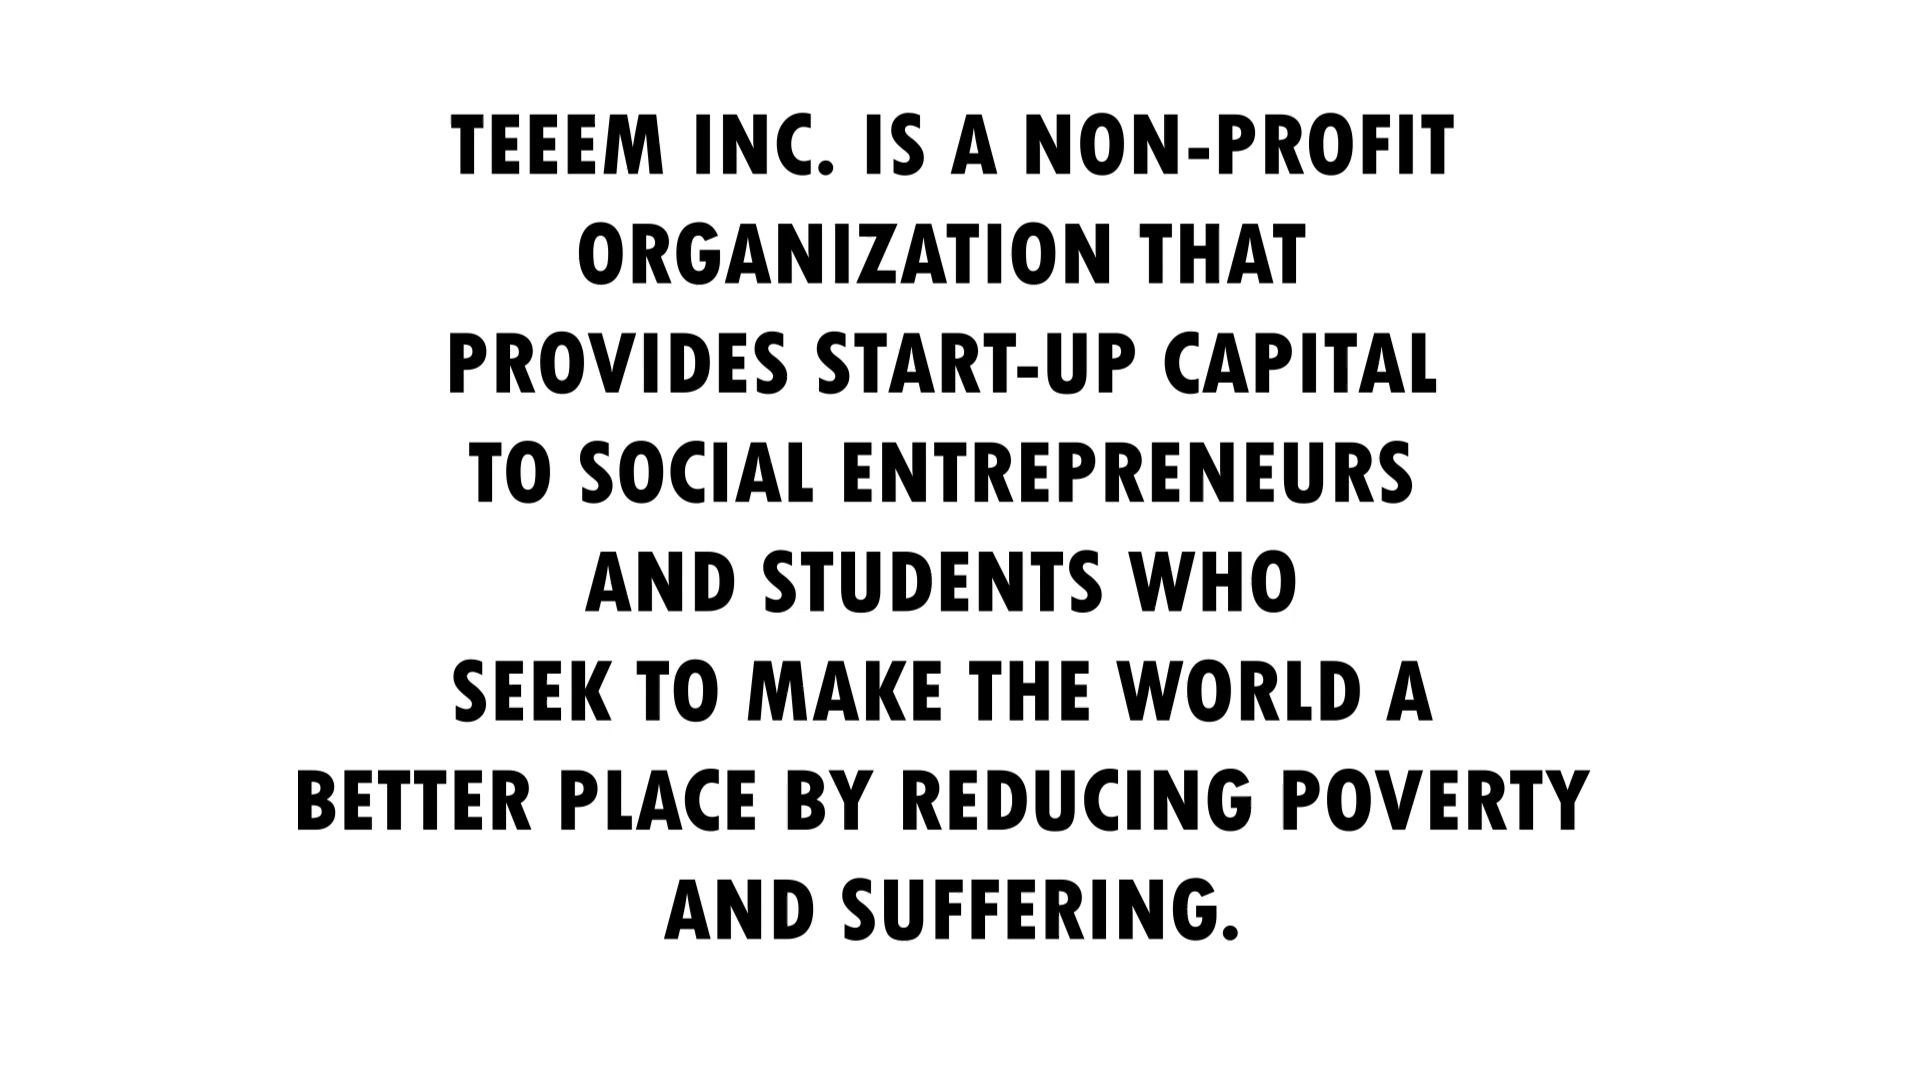 TEEEM INC. IS A NON-PROFIT
ORGANIZATION THAT
PROVIDES START-UP CAPITAL
TO SOCIAL ENTREPRENEURS
AND STUDENTS WHO
SEEK TO MAKE THE WORLD A
BETTER PLACE BY REDUCING POVERTY
AND SUFFERING.